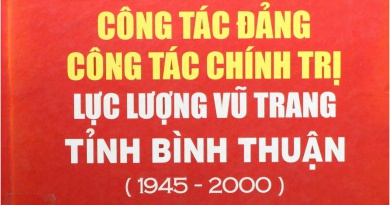 CÔNG TÁC ĐẢNG
CÔNG TÁC CHÍNH TRỊ
LỰC LƯỢNG VŨ TRANG
TỈNH BÌNH THUẬN
( 1945 - 2000 )